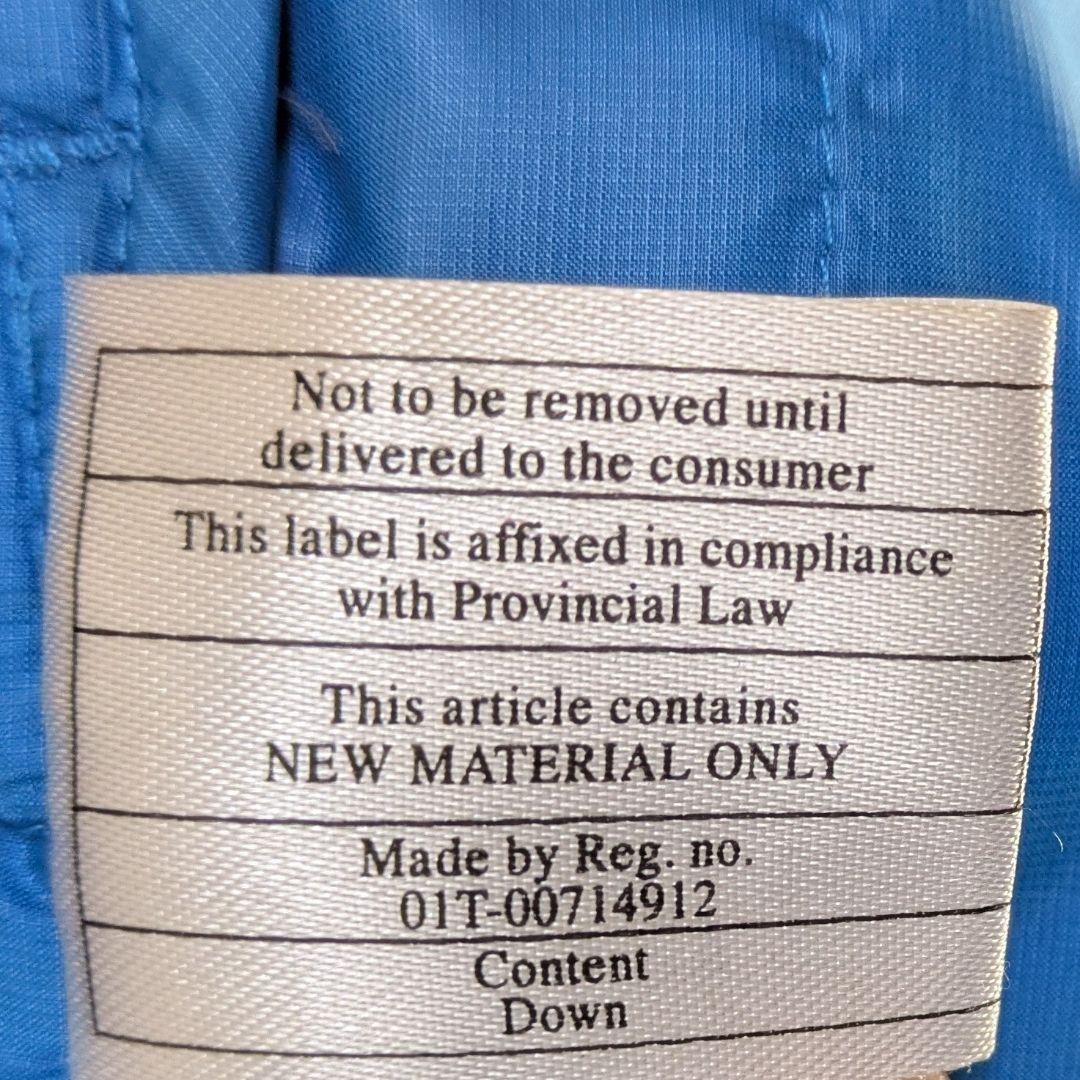 Not to be removed until
delivered to the consumer
This label is affixed in compliance
with Provincial Law
This article contains
NEW MATERIAL ONLY
Made by Reg. no.
01T-00714912
Content
Down